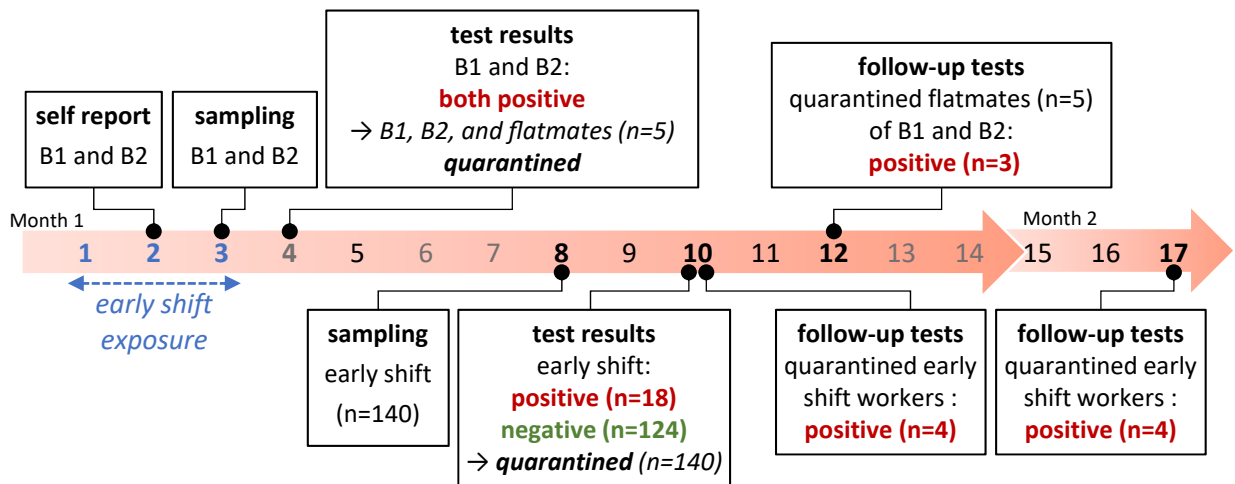 self report
B1 and B2
sampling
B1 and B2
test results
B1 and B2:
both positive
→ B1, B2, and flatmates (n=5)
quarantined
follow-up tests
quarantined flatmates (n=5)
of B1 and B2:
positive (n=3)
Month 1
Month 2
1 2 3 4 5 6 7 8 9 10 11 12 13 14 15 16 17
early shift
exposure
sampling
early shift
(n=140)
test results
early shift:
positive (n=18)
negative (n=124)
→ quarantined (n=140)
follow-up tests
quarantined early
shift workers :
positive (n=4)
follow-up tests
quarantined early
shift workers :
positive (n=4)